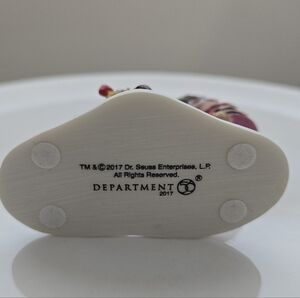 TM & © 2017 Dr. Seuss Enterprises, L.P.
All Rights Reserved.
DEPARTMENT 56 ®
2017